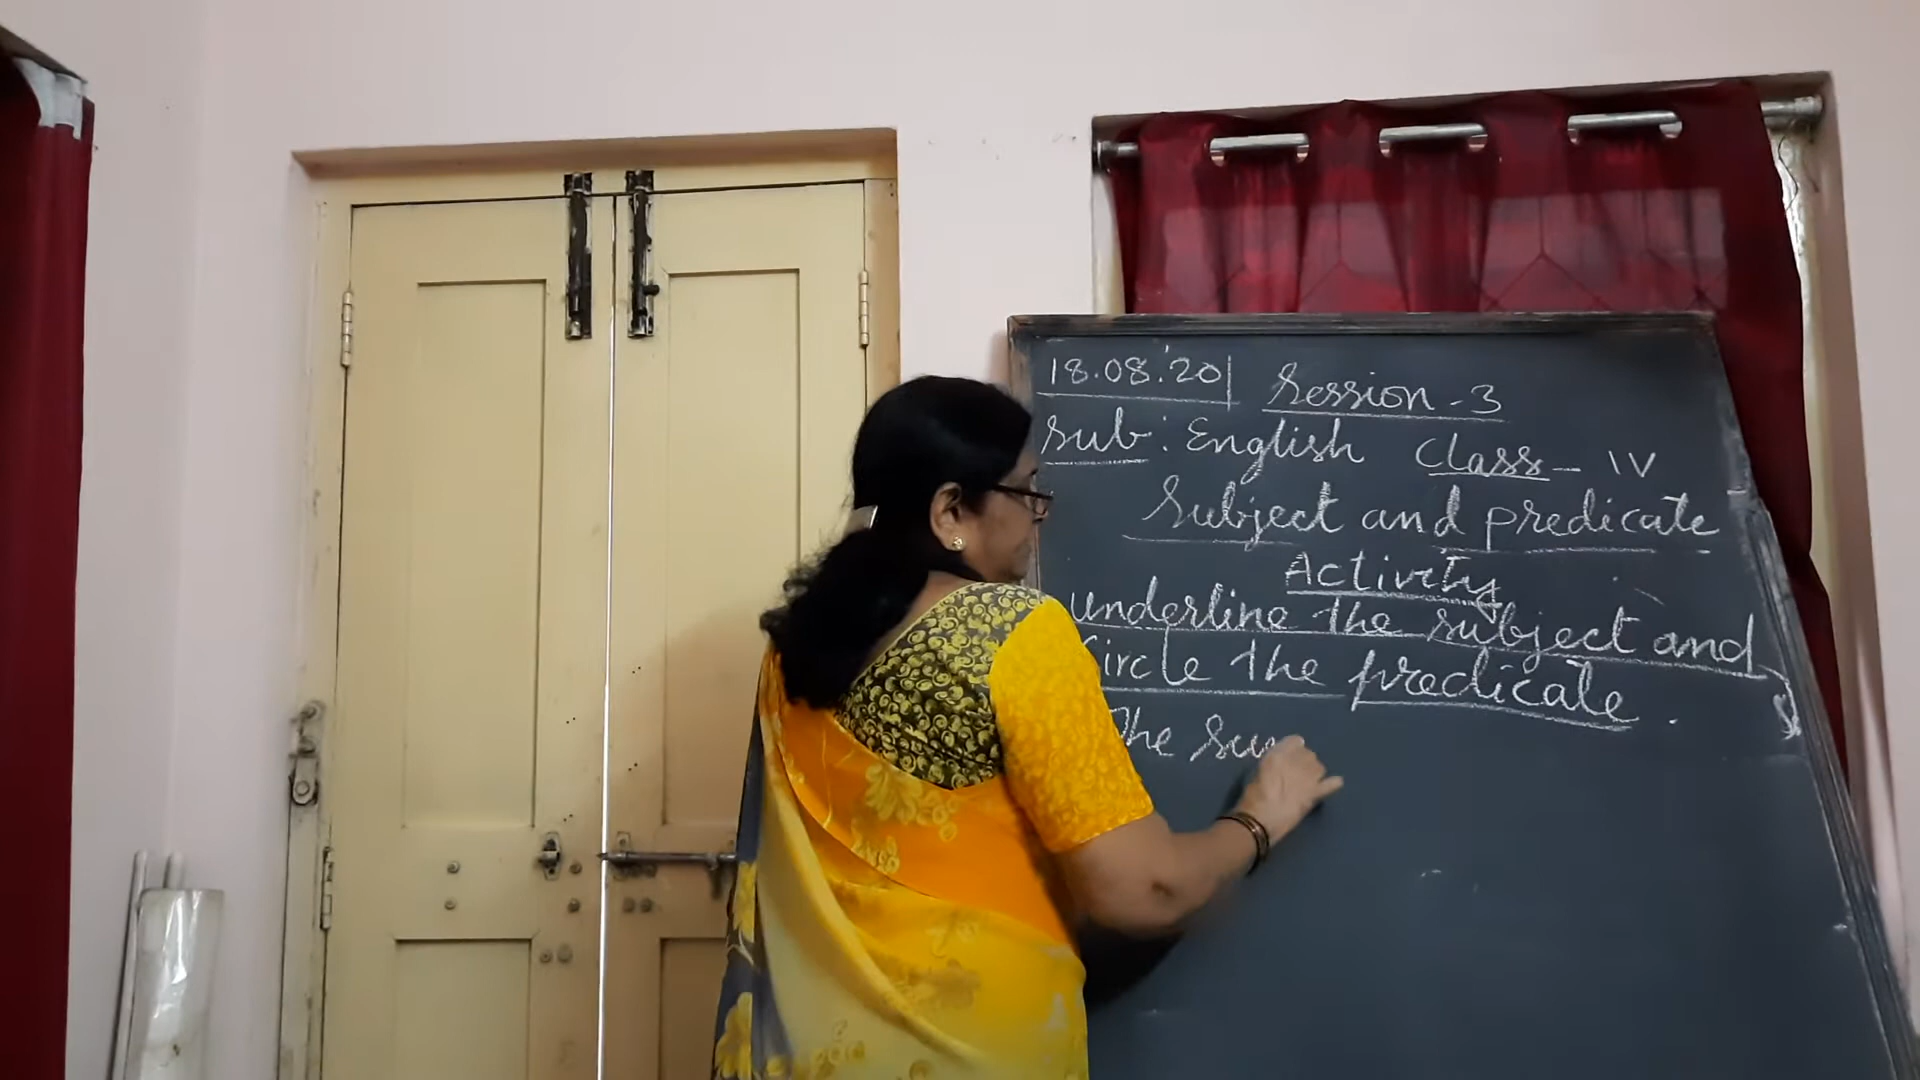 18.08.'20 Session - 3
Sub : English Class - IV
Subject and predicate
Activity
underline the subject and
Circle the predicate .
The